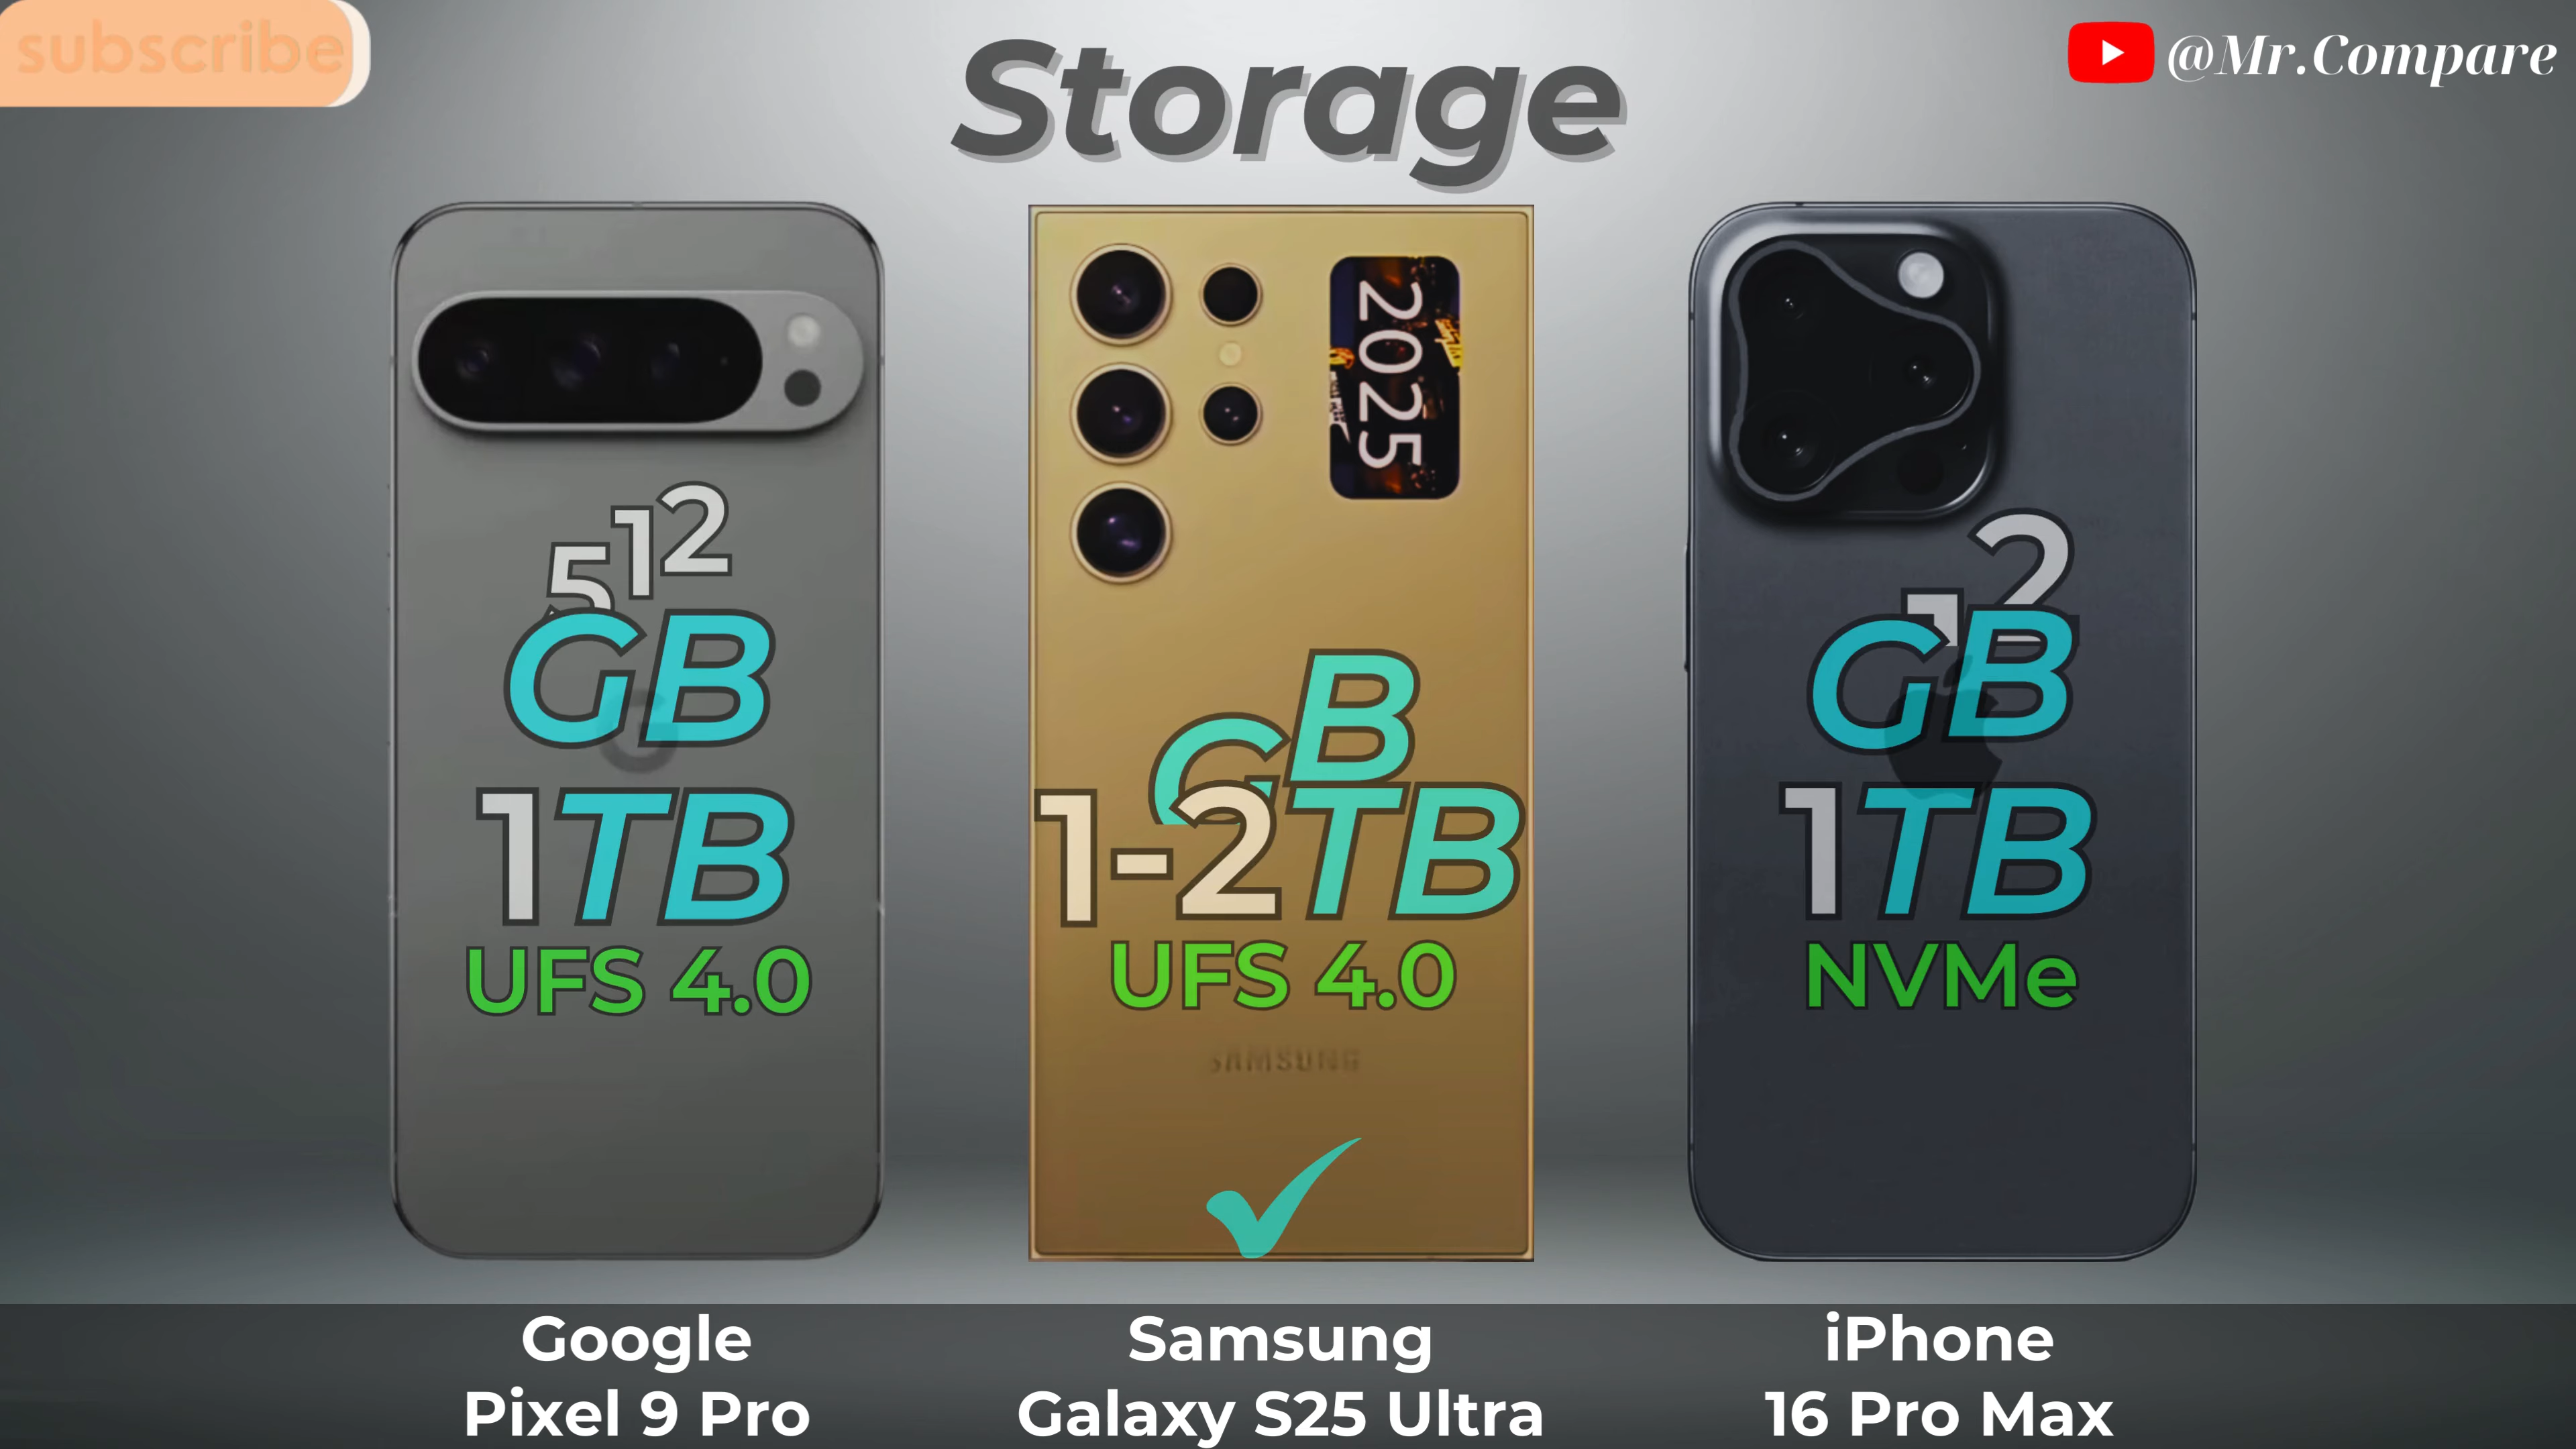 subscribe
@Mr.Compare
Storage
2025
512
GB
1TB
UFS 4.0
GB
1-2TB
UFS 4.0
SAMSUNG
12
GB
1TB
NVMe
Google
Pixel 9 Pro
Samsung
Galaxy S25 Ultra
iPhone
16 Pro Max